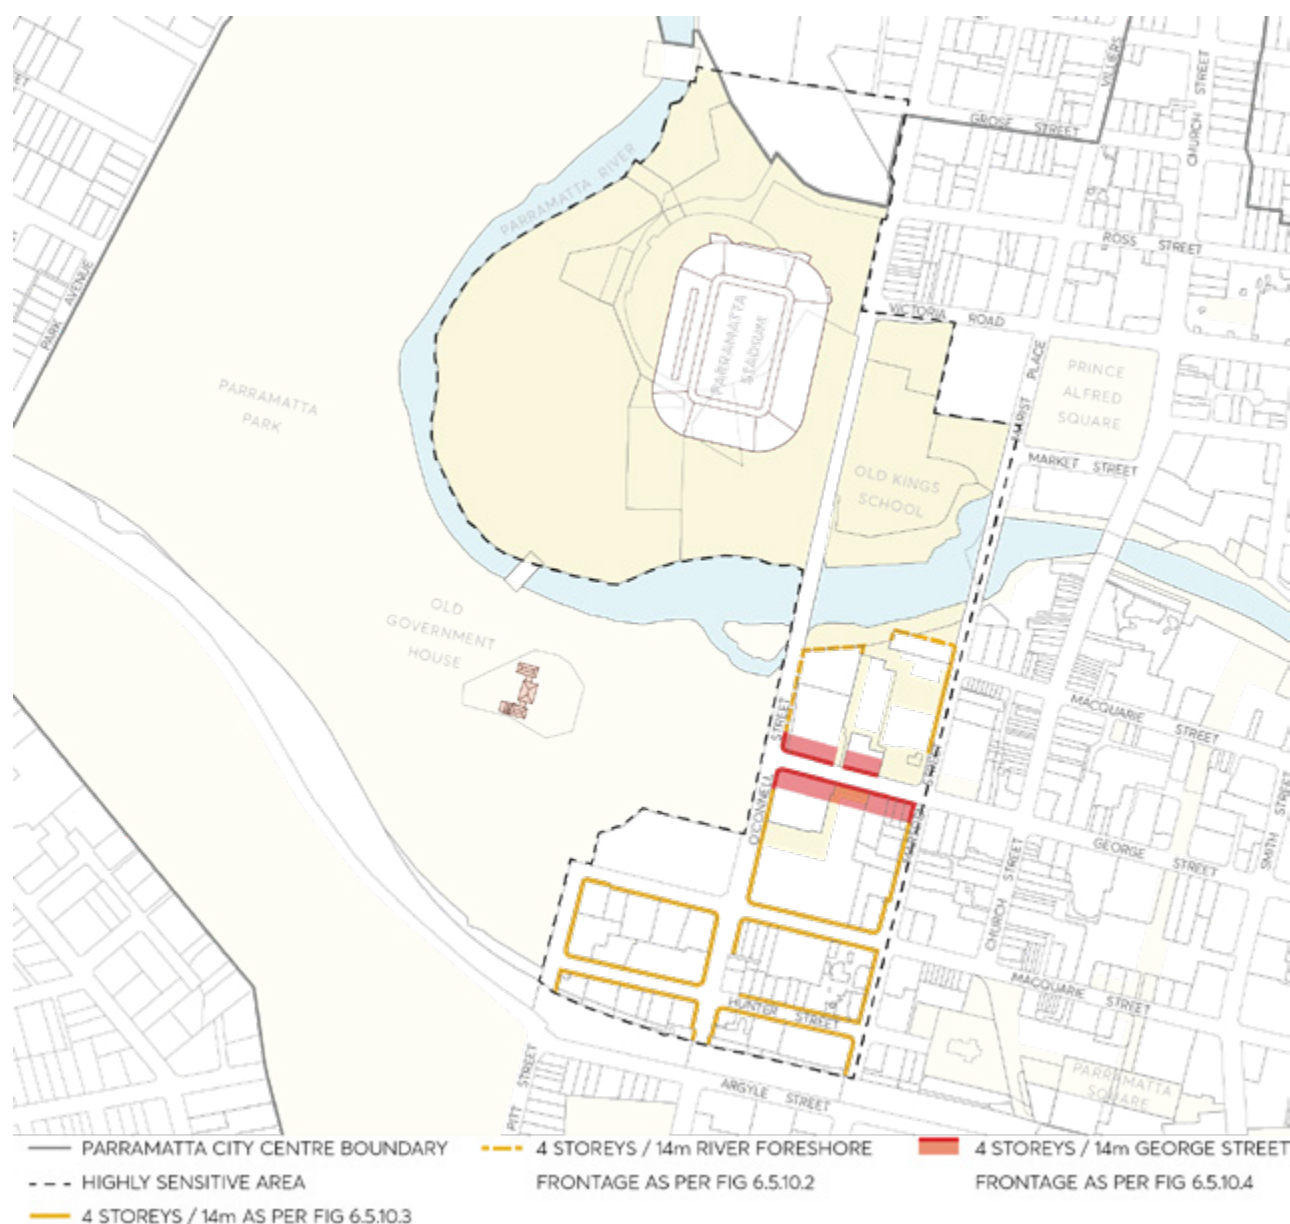 VILLIERS
STREET
CHURCH
GROSE STREET
PARRAMATTA RIVER
ROSS STREET
PARK AVENUE
VICTORIA ROAD
PARRAMATTA
STADIUM
PLACE
PRINCE
ALFRED
SQUARE
PARRAMATTA
PARK
MARKET STREET
OLD KINGS
SCHOOL
OLD
GOVERNMENT
HOUSE
MACQUARIE STREET
STREET
O'CONNELL
GEORGE STREET
SMITH STREET
CHURCH STREET
MACQUARIE STREET
HUNTER STREET
PARRAMATTA
SQUARE
ARGYLE STREET
PITT STREET
PARRAMATTA CITY CENTRE BOUNDARY
HIGHLY SENSITIVE AREA
4 STOREYS / 14m AS PER FIG 6.5.10.3
4 STOREYS / 14m RIVER FORESHORE
FRONTAGE AS PER FIG 6.5.10.2
4 STOREYS / 14m GEORGE STREET
FRONTAGE AS PER FIG 6.5.10.4